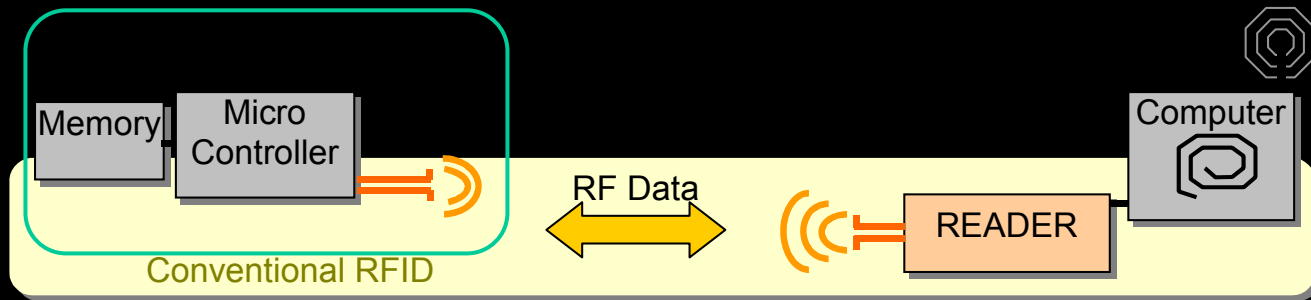 Memory
Micro
Controller
Computer
RF Data
READER
Conventional RFID